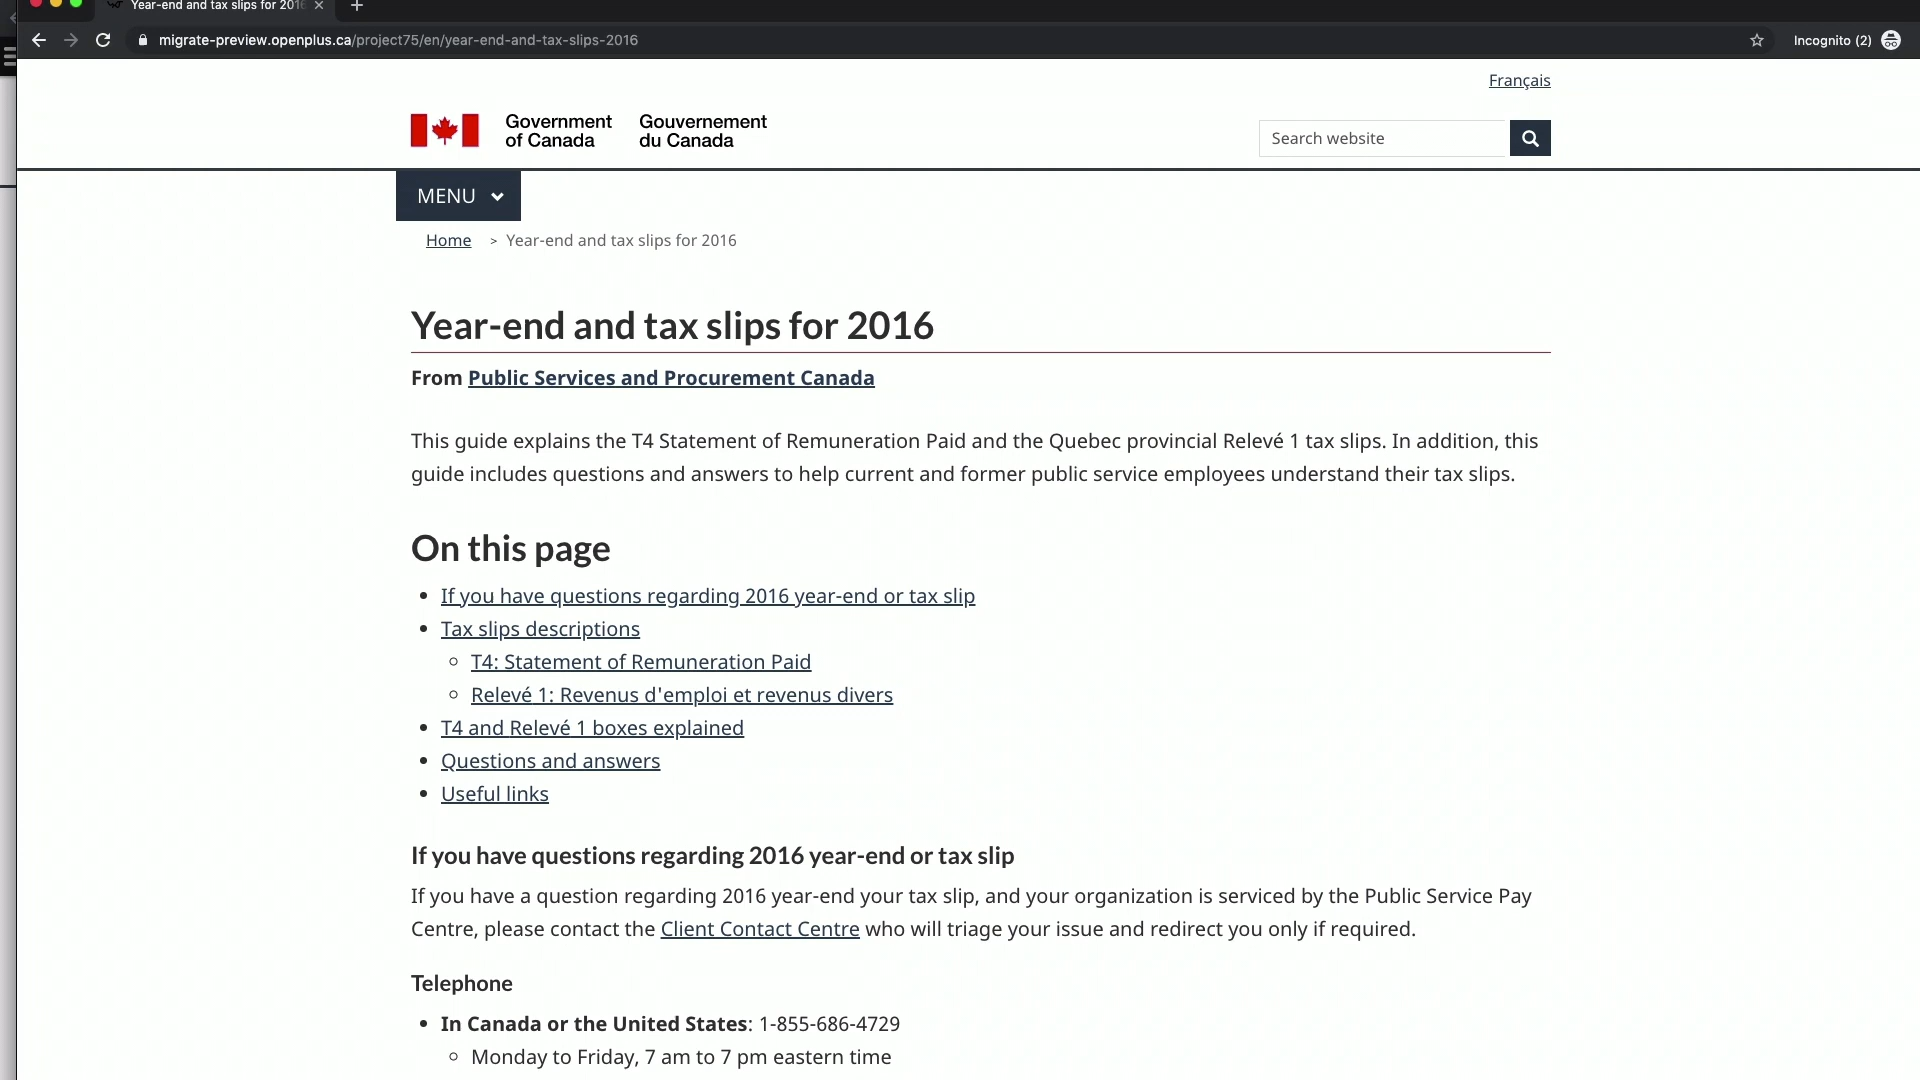 Year-end and tax slips for 201
migrate-preview.openplus.ca/project75/en/year-end-and-tax-slips-2016
Incognito (2)
Français
Government of Canada
Gouvernement du Canada
Search website
MENU
Home > Year-end and tax slips for 2016
Year-end and tax slips for 2016
From Public Services and Procurement Canada
This guide explains the T4 Statement of Remuneration Paid and the Quebec provincial Relevé 1 tax slips. In addition, this
guide includes questions and answers to help current and former public service employees understand their tax slips.
On this page
If you have questions regarding 2016 year-end or tax slip
Tax slips descriptions
T4: Statement of Remuneration Paid
Relevé 1: Revenus d'emploi et revenus divers
T4 and Relevé 1 boxes explained
Questions and answers
Useful links
If you have questions regarding 2016 year-end or tax slip
If you have a question regarding 2016 year-end your tax slip, and your organization is serviced by the Public Service Pay
Centre, please contact the Client Contact Centre who will triage your issue and redirect you only if required.
Telephone
In Canada or the United States: 1-855-686-4729
Monday to Friday, 7 am to 7 pm eastern time